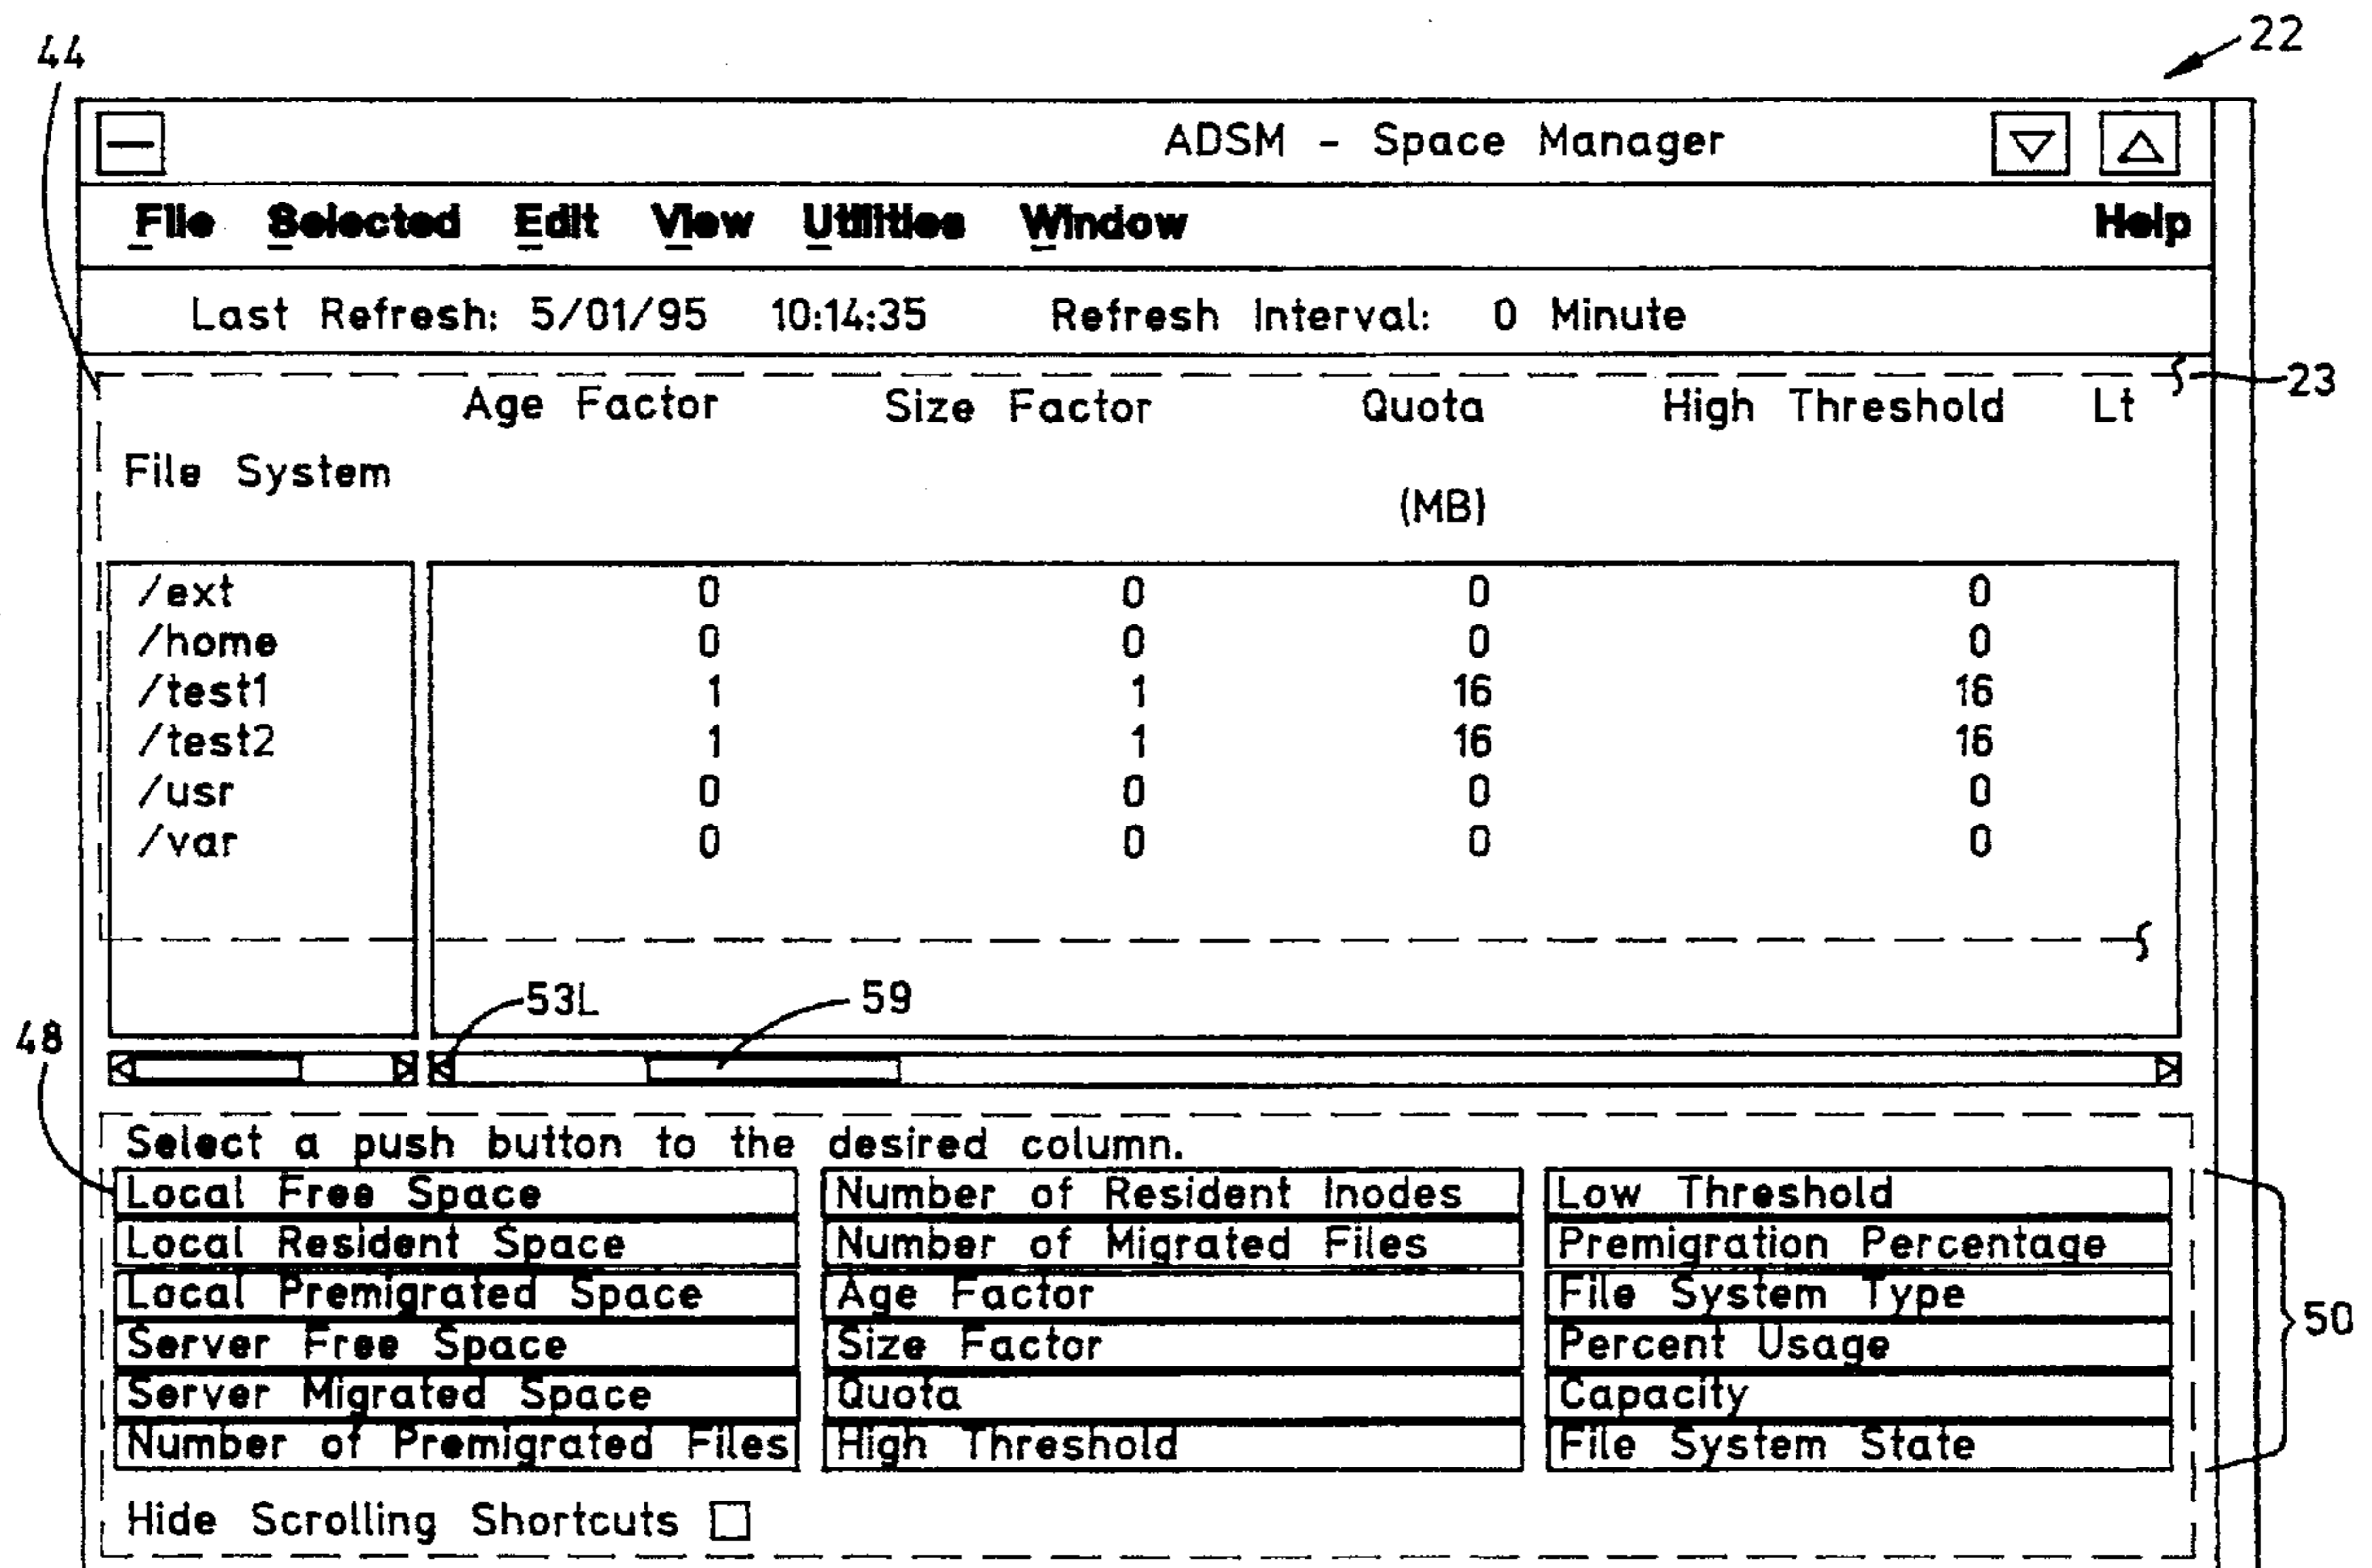 44
22
ADSM - Space Manager
File Selected Edit View Utilities Window Help
Last Refresh: 5/01/95 10:14:35 Refresh Interval: 0 Minute
23
Age Factor Size Factor Quota High Threshold Lt
File System
(MB)
/ext 0 0 0 0
/home 0 0 0 0
/test1 1 1 16 16
/test2 1 1 16 16
/usr 0 0 0 0
/var 0 0 0 0
53L 59
48
Select a push button to the desired column.
Local Free Space Number of Resident Inodes Low Threshold
Local Resident Space Number of Migrated Files Premigration Percentage
Local Premigrated Space Age Factor File System Type
50
Server Free Space Size Factor Percent Usage
Server Migrated Space Quota Capacity
Number of Premigrated Files High Threshold File System State
Hide Scrolling Shortcuts